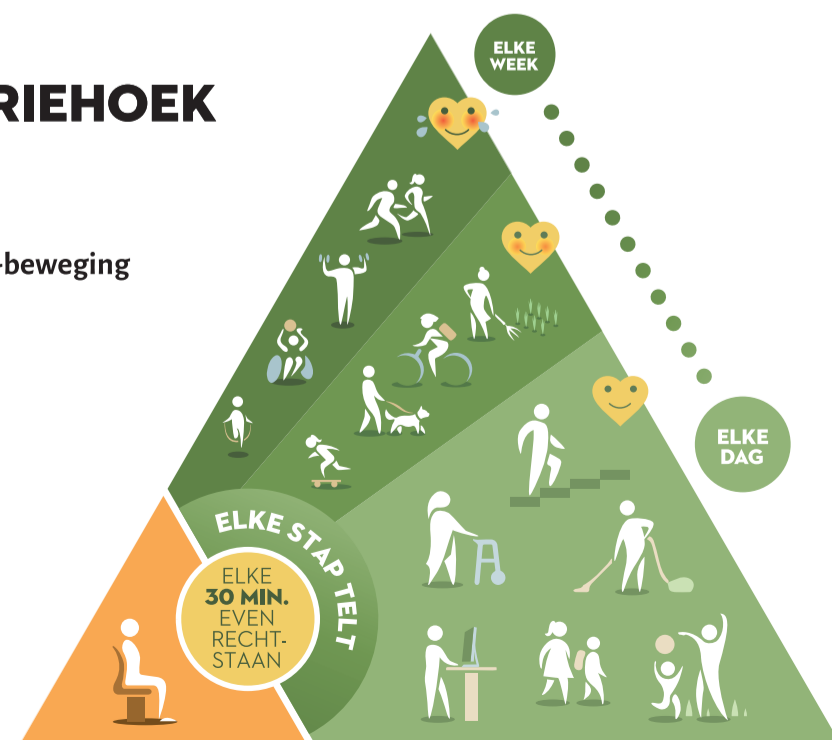 RIEHOEK
-beweging
ELKE
WEEK
ELKE
DAG
ELKE STAP TELT
ELKE
30 MIN.
EVEN
RECHT-
STAAN